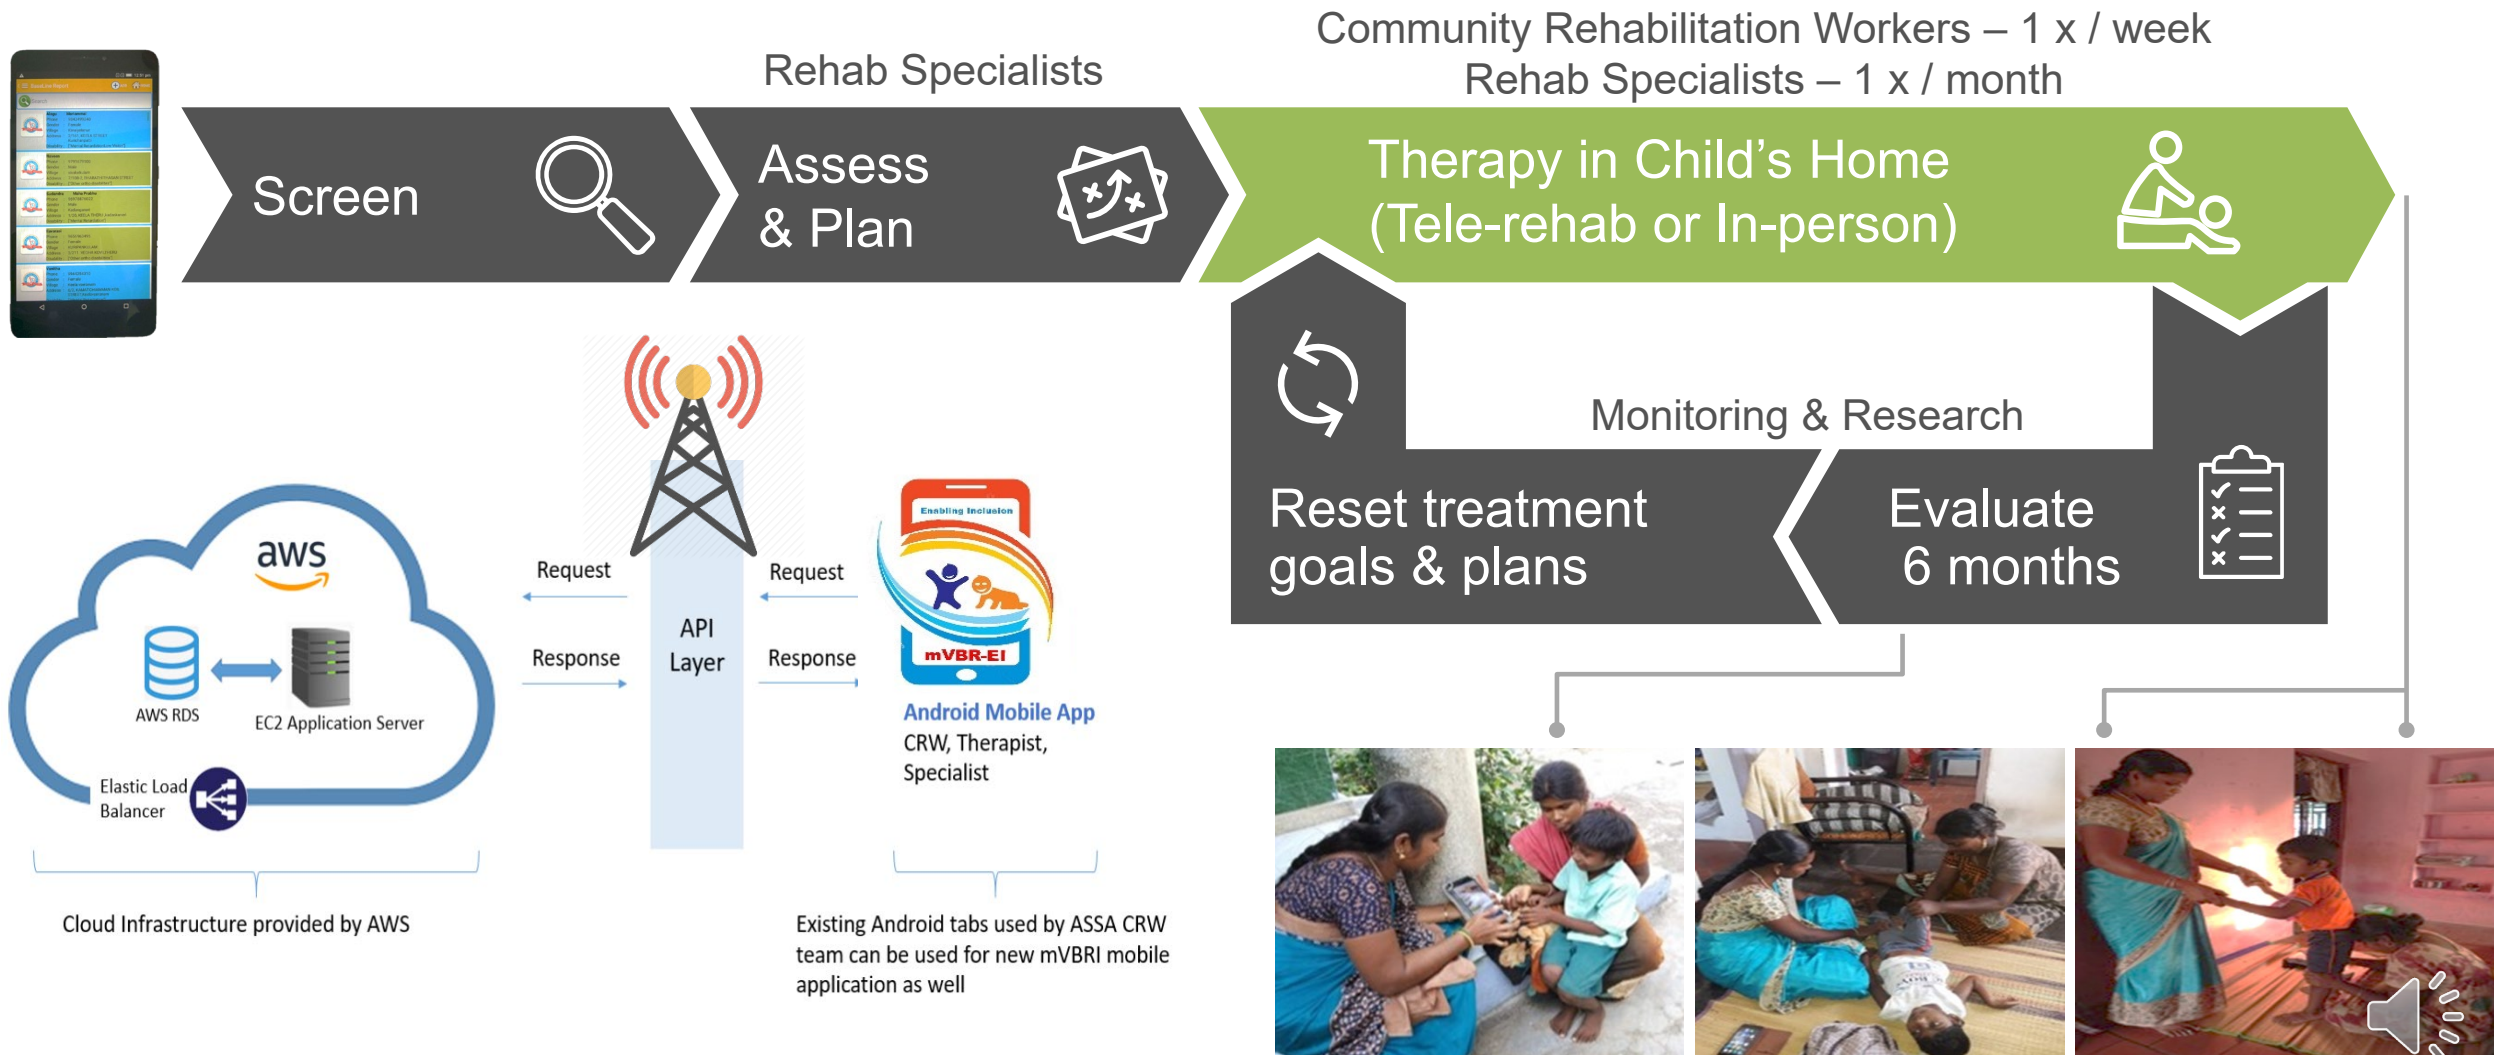 Community Rehabilitation Workers – 1 x / week
Rehab Specialists – 1 x / month
Rehab Specialists
Screen
Assess
& Plan
Therapy in Child's Home
(Tele-rehab or In-person)
Monitoring & Research
Reset treatment
goals & plans
Evaluate
6 months
aws
AWS RDS
EC2 Application Server
Elastic Load
Balancer
Request
Response
API
Layer
Request
Response
Enabling Inclusion
mVBR-EI
Android Mobile App
CRW, Therapist,
Specialist
Cloud Infrastructure provided by AWS
Existing Android tabs used by ASSA CRW
team can be used for new mVBRI mobile
application as well